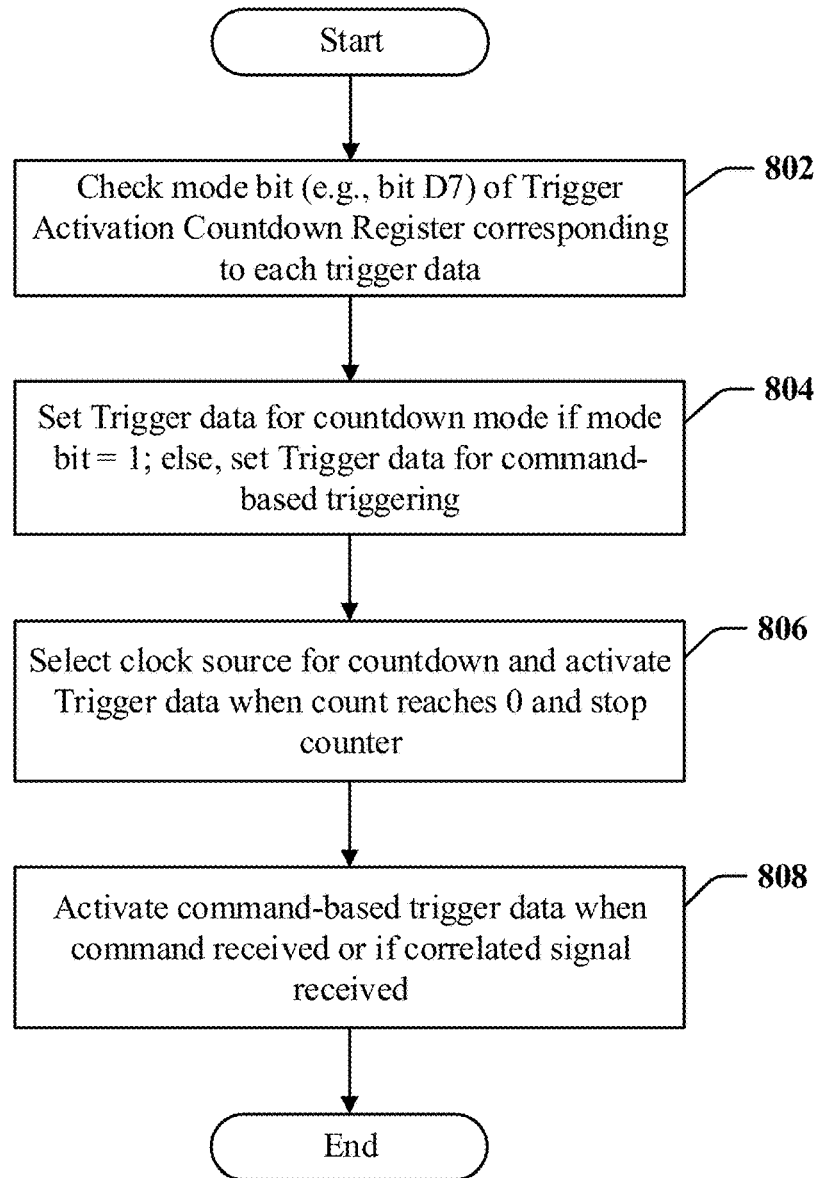 Start
802
Check mode bit (e.g., bit D7) of Trigger
Activation Countdown Register corresponding
to each trigger data
804
Set Trigger data for countdown mode if mode
bit = 1; else, set Trigger data for command-
based triggering
806
Select clock source for countdown and activate
Trigger data when count reaches 0 and stop
counter
808
Activate command-based trigger data when
command received or if correlated signal
received
End